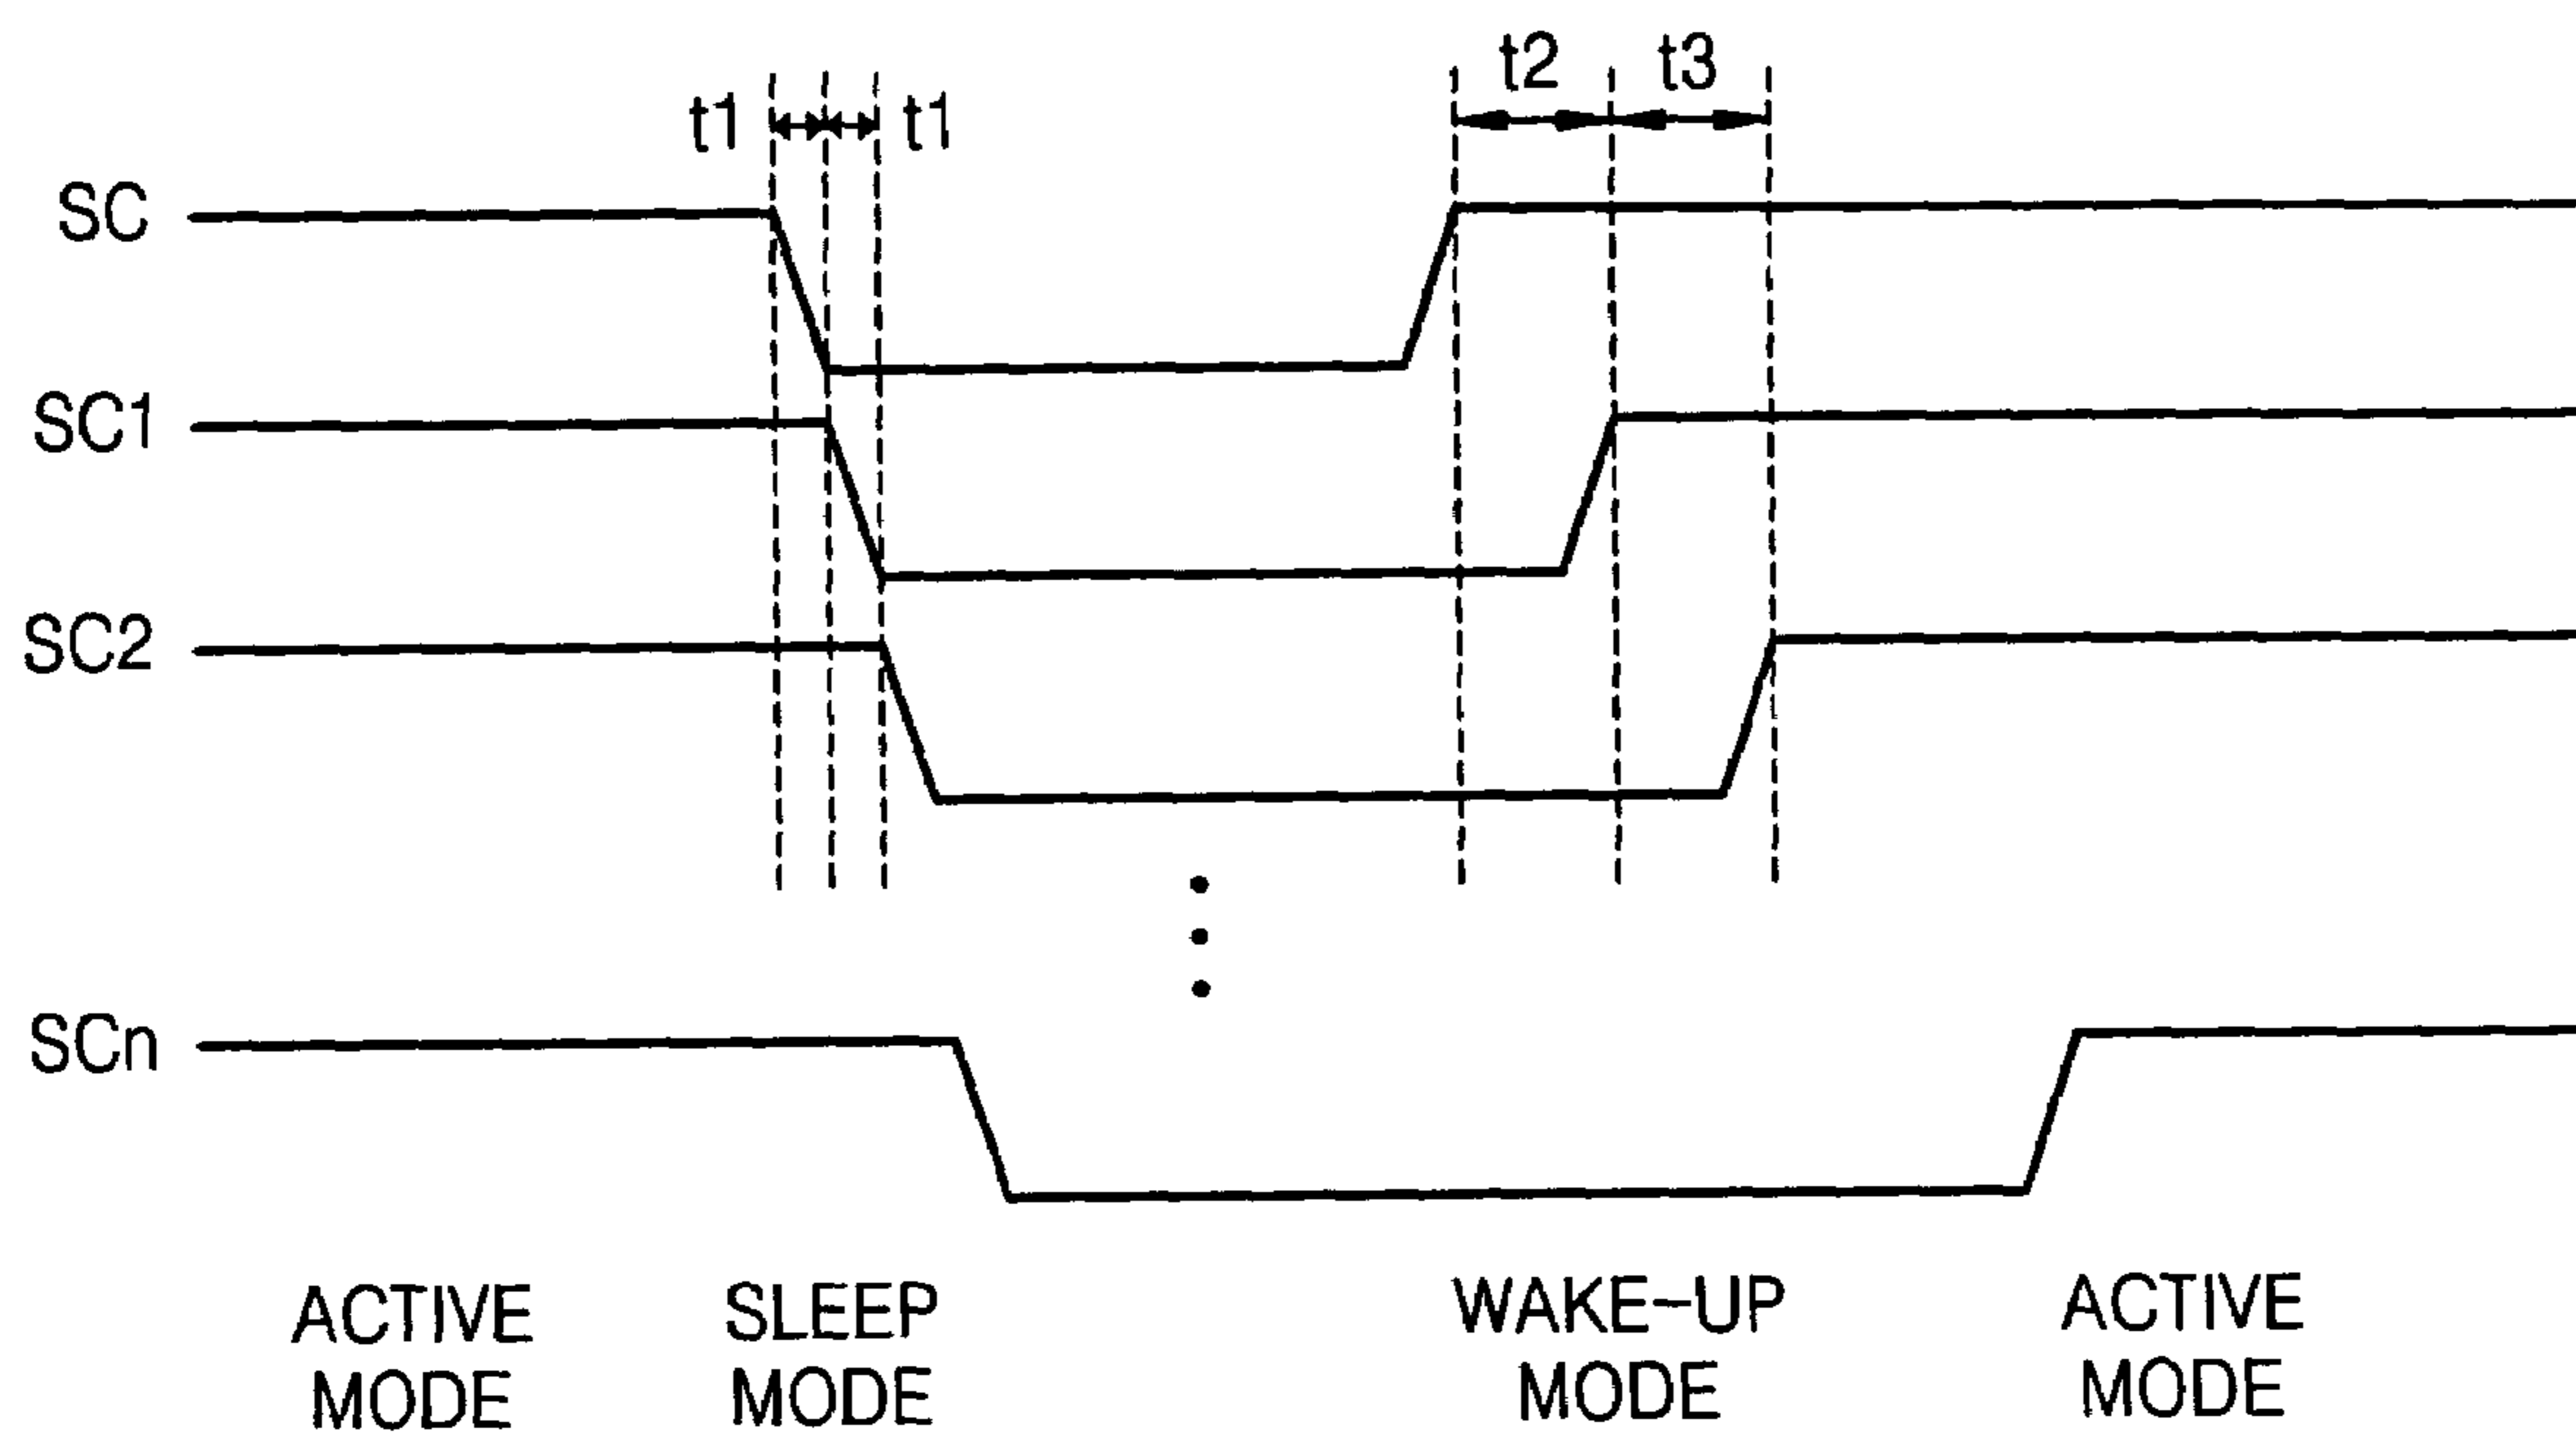 t2 t3
t1 t1
SC
SC1
SC2
SCn
ACTIVE MODE
SLEEP MODE
WAKE-UP MODE
ACTIVE MODE